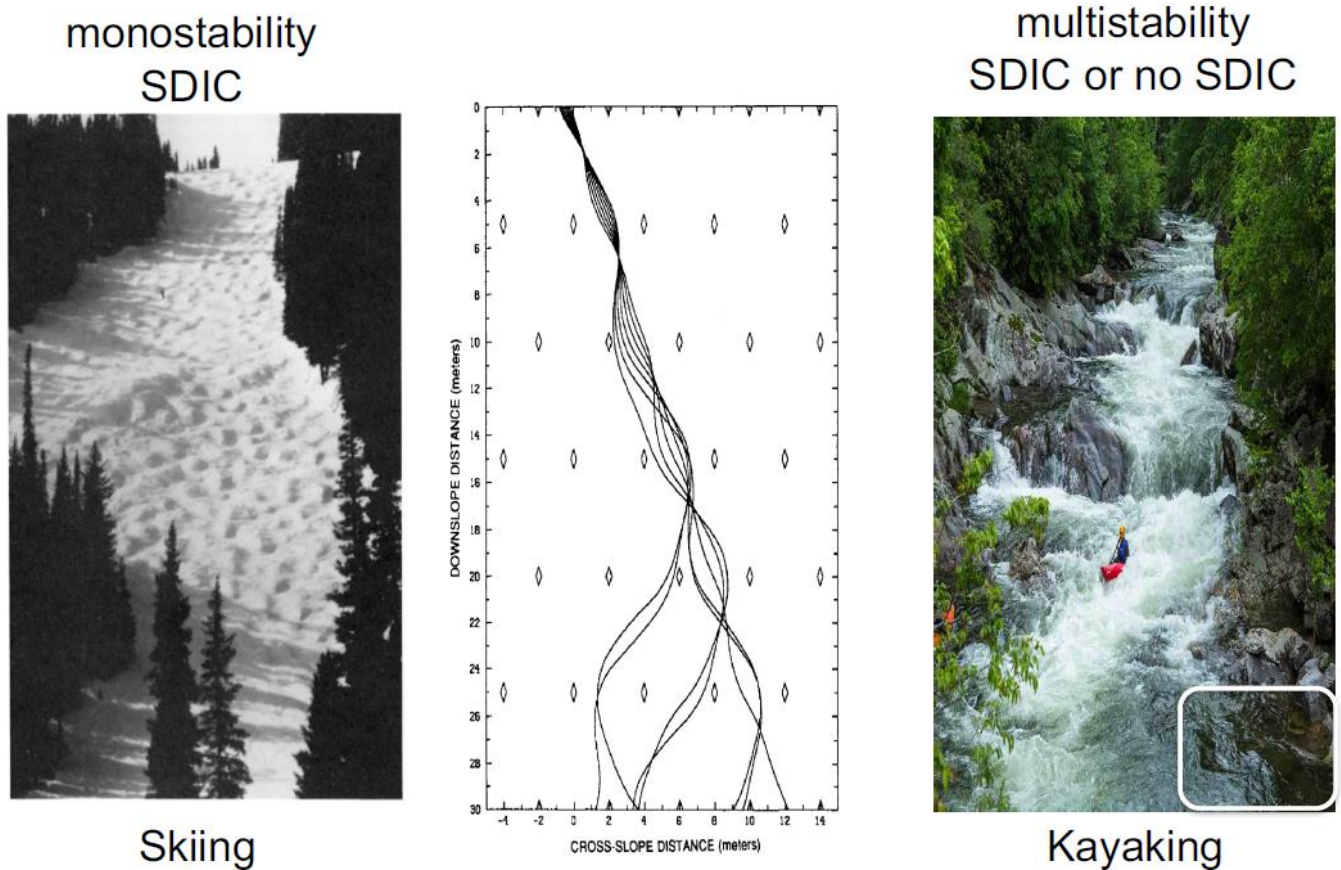 monostability
SDIC
multistability
SDIC or no SDIC
0
2
4
6
8
10
12
14
16
18
20
22
24
26
28
30
DOWNSLOPE DISTANCE (meters)
-4 -2 0 2 4 6 8 10 12 14
CROSS-SLOPE DISTANCE (meters)
Skiing
Kayaking